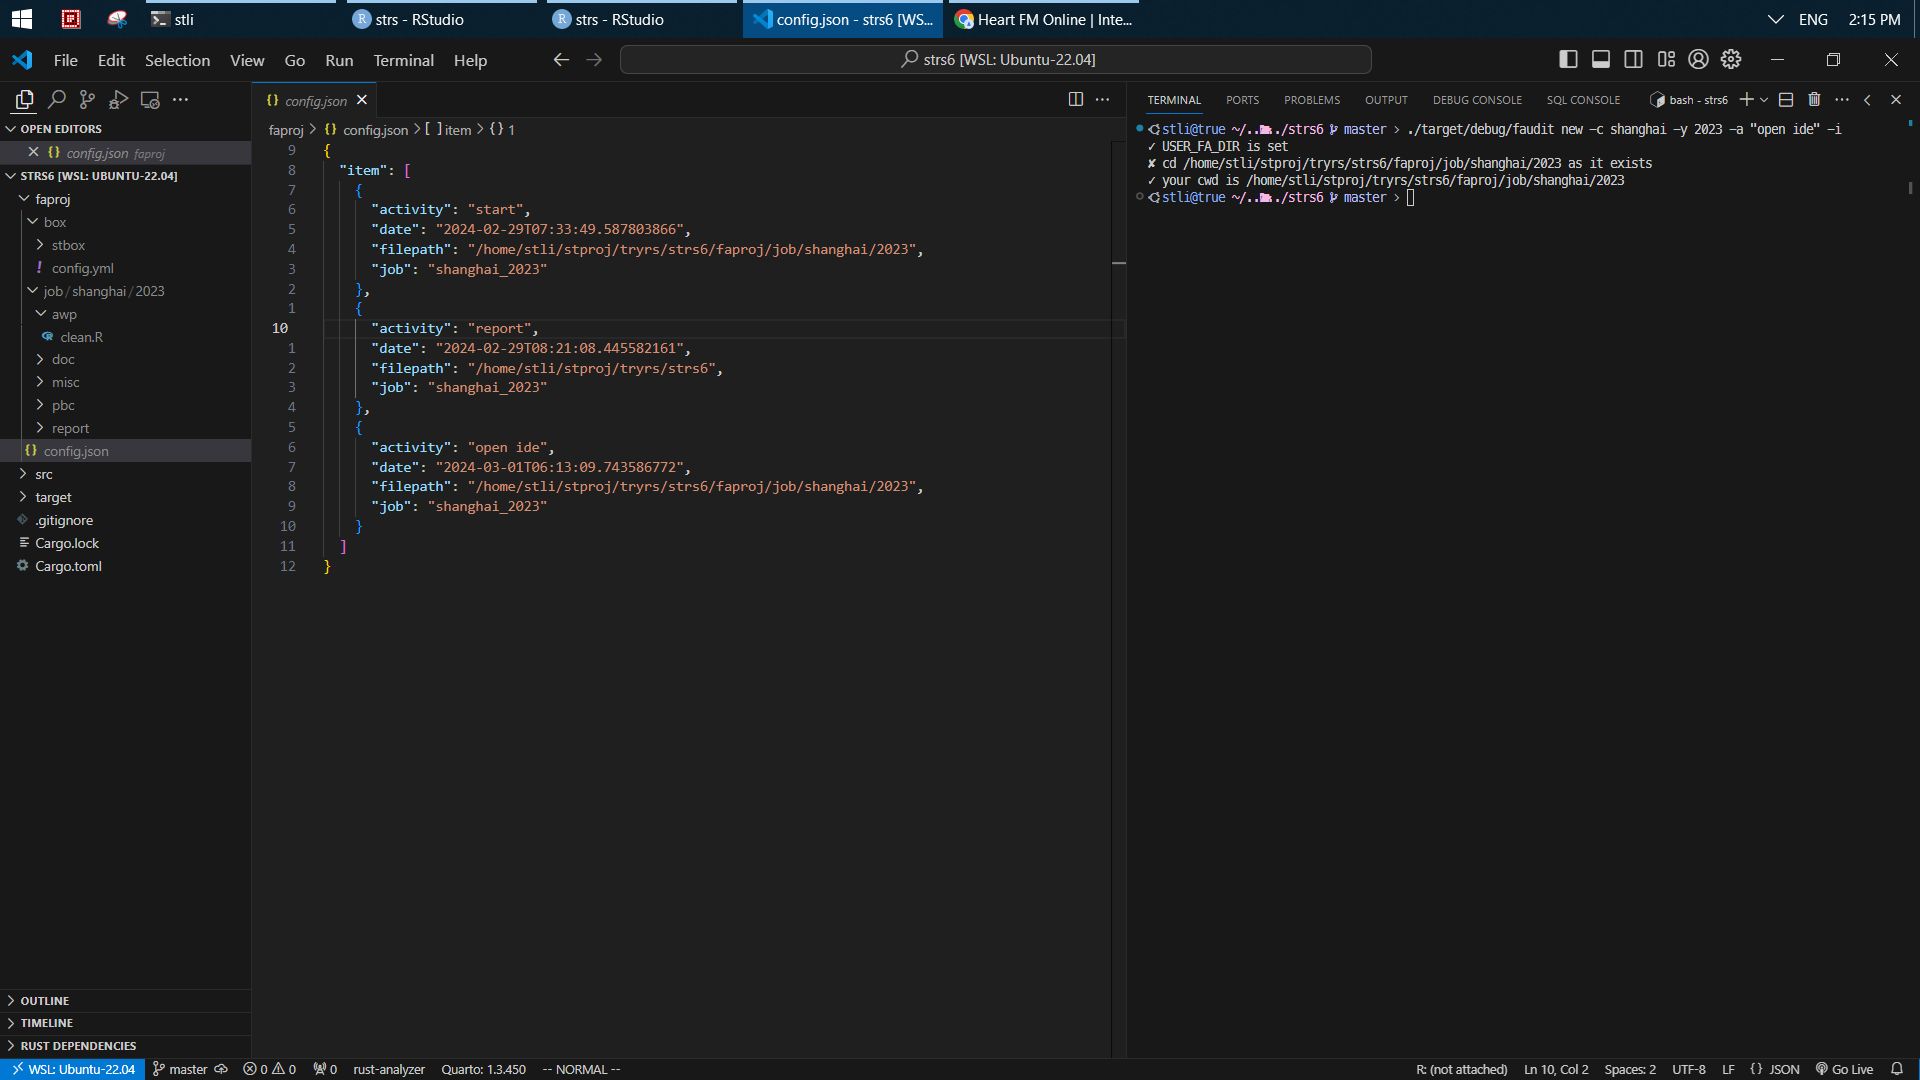 stli
strs - RStudio
strs - RStudio
config.json - strs6 [WS...
Heart FM Online | Inte...
ENG
2:15 PM
File Edit Selection View Go Run Terminal Help
strs6 [WSL: Ubuntu-22.04]
OPEN EDITORS
config.json faproj
STRS6 [WSL: UBUNTU-22.04]
faproj
box
stbox
config.yml
job / shanghai / 2023
awp
clean.R
doc
misc
pbc
report
config.json
src
target
.gitignore
Cargo.lock
Cargo.toml
OUTLINE
TIMELINE
RUST DEPENDENCIES
config.json
faproj > {} config.json > [ ] item > {} 1
9 {
8 "item": [
7 {
6 "activity": "start",
5 "date": "2024-02-29T07:33:49.587803866",
4 "filepath": "/home/stli/stproj/tryrs/strs6/faproj/job/shanghai/2023",
3 "job": "shanghai_2023"
2 },
1 {
10 "activity": "report",
1 "date": "2024-02-29T08:21:08.445582161",
2 "filepath": "/home/stli/stproj/tryrs/strs6",
3 "job": "shanghai_2023"
4 },
5 {
6 "activity": "open ide",
7 "date": "2024-03-01T06:13:09.743586772",
8 "filepath": "/home/stli/stproj/tryrs/strs6/faproj/job/shanghai/2023",
9 "job": "shanghai_2023"
10 }
11 ]
12 }
TERMINAL PORTS PROBLEMS OUTPUT DEBUG CONSOLE SQL CONSOLE
bash - strs6
stli@true ~/.../strs6 master > ./target/debug/faudit new -c shanghai -y 2023 -a "open ide" -i
✓ USER_FA_DIR is set
✘ cd /home/stli/stproj/tryrs/strs6/faproj/job/shanghai/2023 as it exists
✓ your cwd is /home/stli/stproj/tryrs/strs6/faproj/job/shanghai/2023
stli@true ~/.../strs6 master >
WSL: Ubuntu-22.04
master
0 0
0
rust-analyzer
Quarto: 1.3.450
-- NORMAL --
R: (not attached)
Ln 10, Col 2
Spaces: 2
UTF-8
LF
{} JSON
Go Live